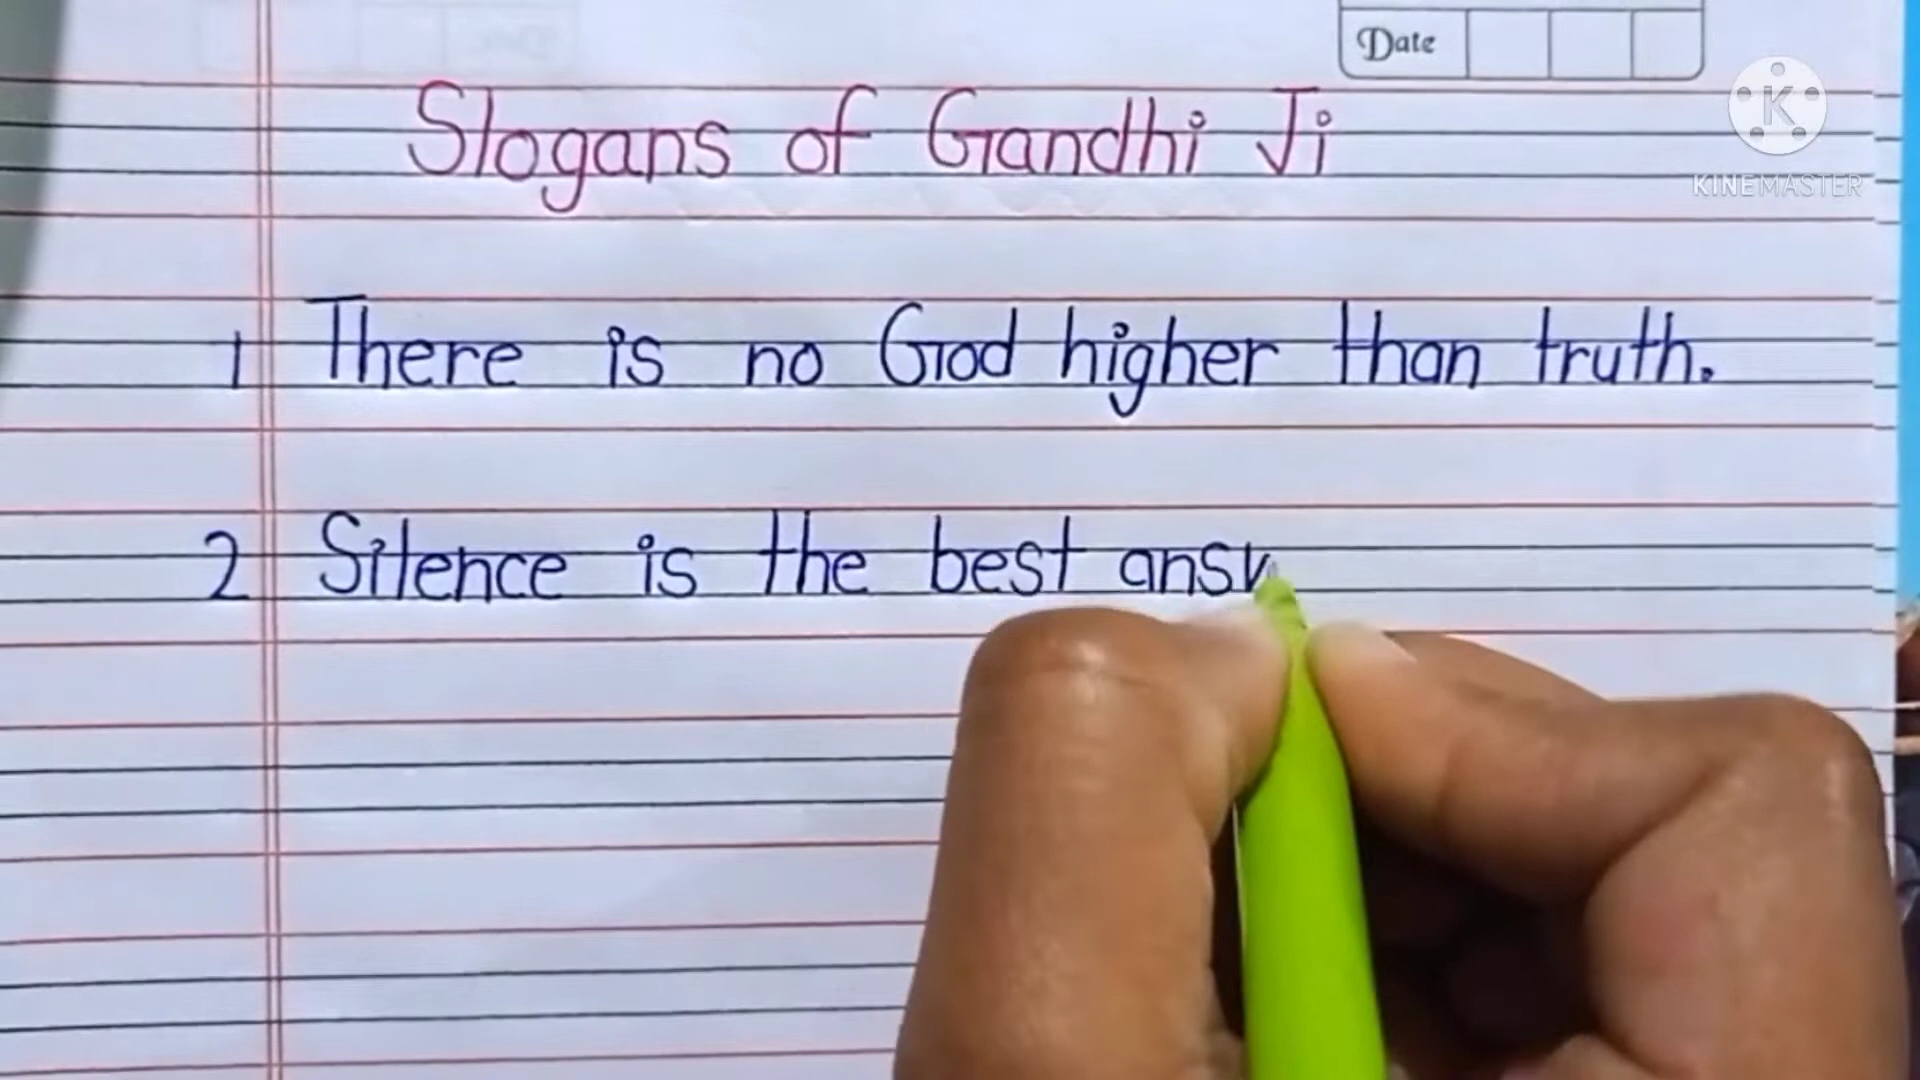 Date
Slogans of Gandhi Ji
KINEMASTER
1 There is no God higher than truth.
2 Silence is the best answ